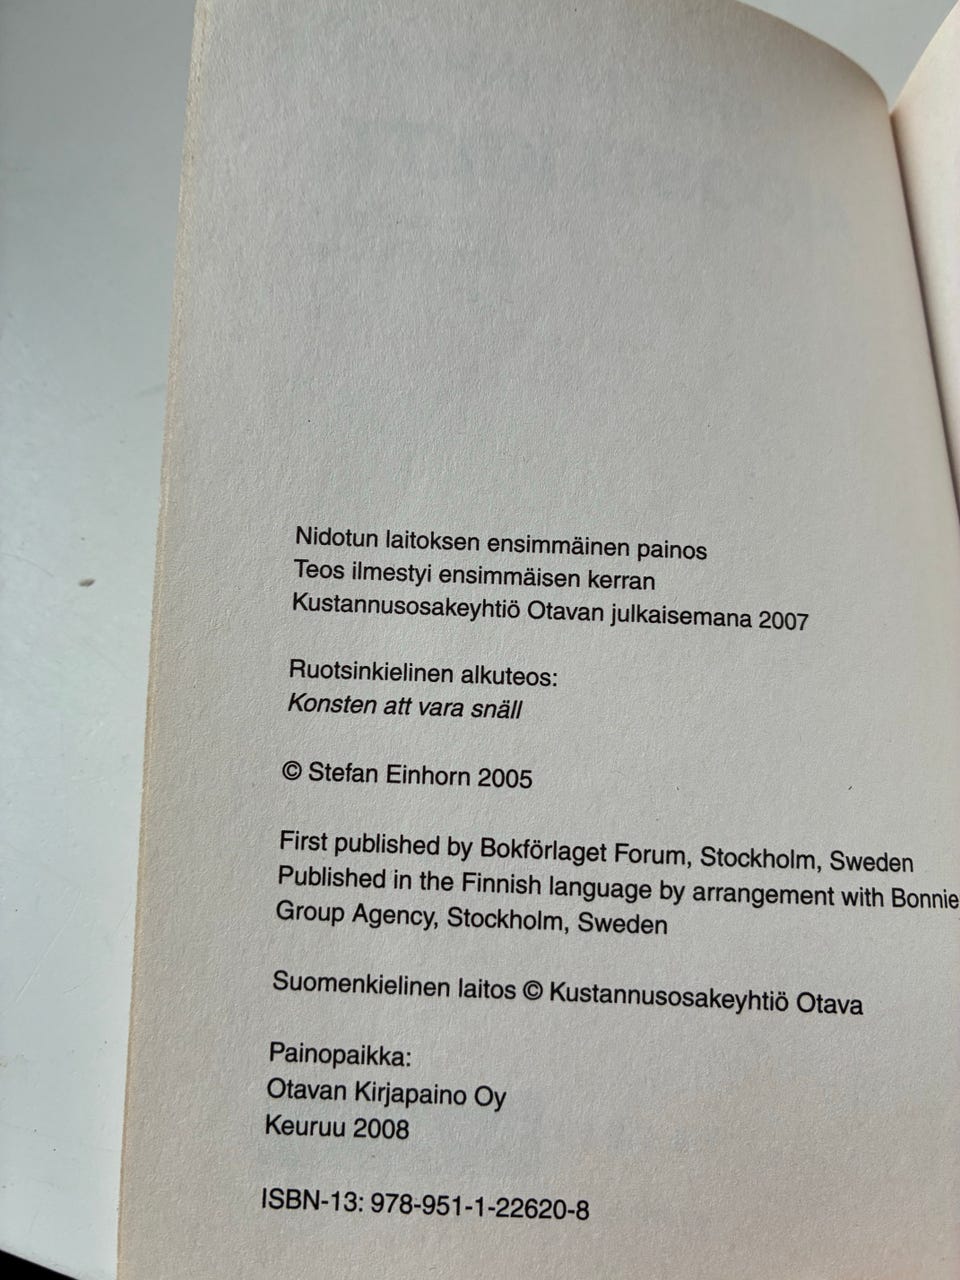 Nidotun laitoksen ensimmäinen painos
Teos ilmestyi ensimmäisen kerran
Kustannusosakeyhtiö Otavan julkaisemana 2007
Ruotsinkielinen alkuteos:
Konsten att vara snäll
© Stefan Einhorn 2005
First published by Bokförlaget Forum, Stockholm, Sweden
Published in the Finnish language by arrangement with Bonnie
Group Agency, Stockholm, Sweden
Suomenkielinen laitos © Kustannusosakeyhtiö Otava
Painopaikka:
Otavan Kirjapaino Oy
Keuruu 2008
ISBN-13: 978-951-1-22620-8